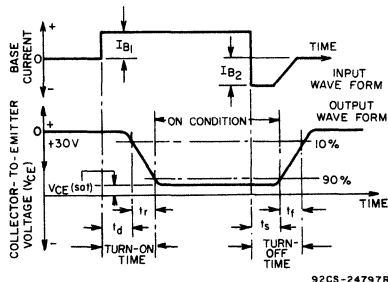 BASE
CURRENT
+
0
-
IB1
IB2
TIME
INPUT
WAVE FORM
OUTPUT
WAVE FORM
COLLECTOR-TO-EMITTER
VOLTAGE (VCE)
+
0
+30V
ON CONDITION
10%
90%
VCE (sat)
TIME
tr
td
ts
tf
-
TURN-ON
TIME
TURN-
OFF TIME
92CS-24797R